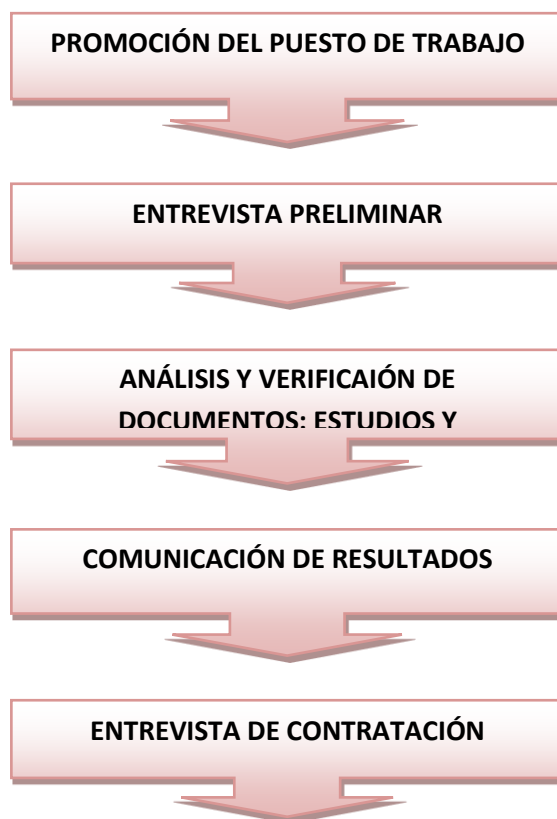 PROMOCIÓN DEL PUESTO DE TRABAJO
ENTREVISTA PRELIMINAR
ANÁLISIS Y VERIFICAIÓN DE
DOCUMENTOS: ESTUDIOS Y
COMUNICACIÓN DE RESULTADOS
ENTREVISTA DE CONTRATACIÓN